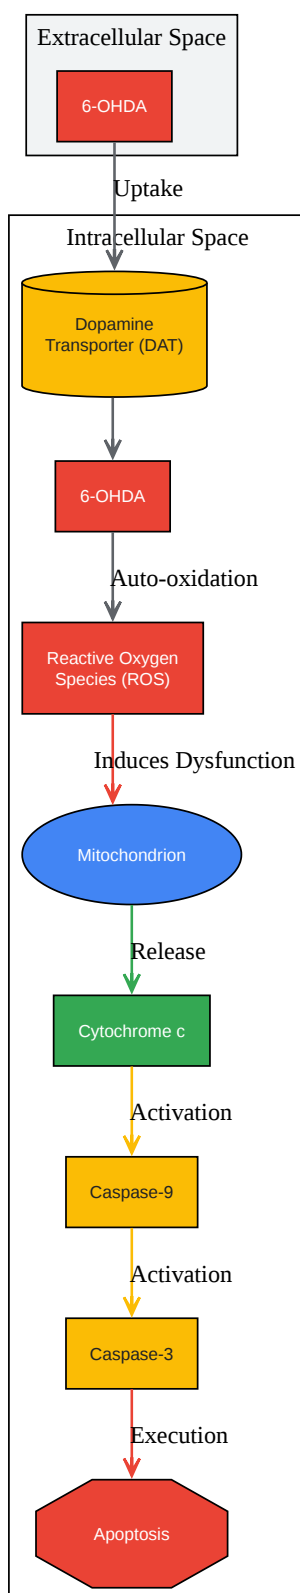 Extracellular Space
6-OHDA
Uptake
Intracellular Space
Dopamine
Transporter (DAT)
6-OHDA
Auto-oxidation
Reactive Oxygen
Species (ROS)
Induces Dysfunction
Mitochondrion
Release
Cytochrome c
Activation
Caspase-9
Activation
Caspase-3
Execution
Apoptosis